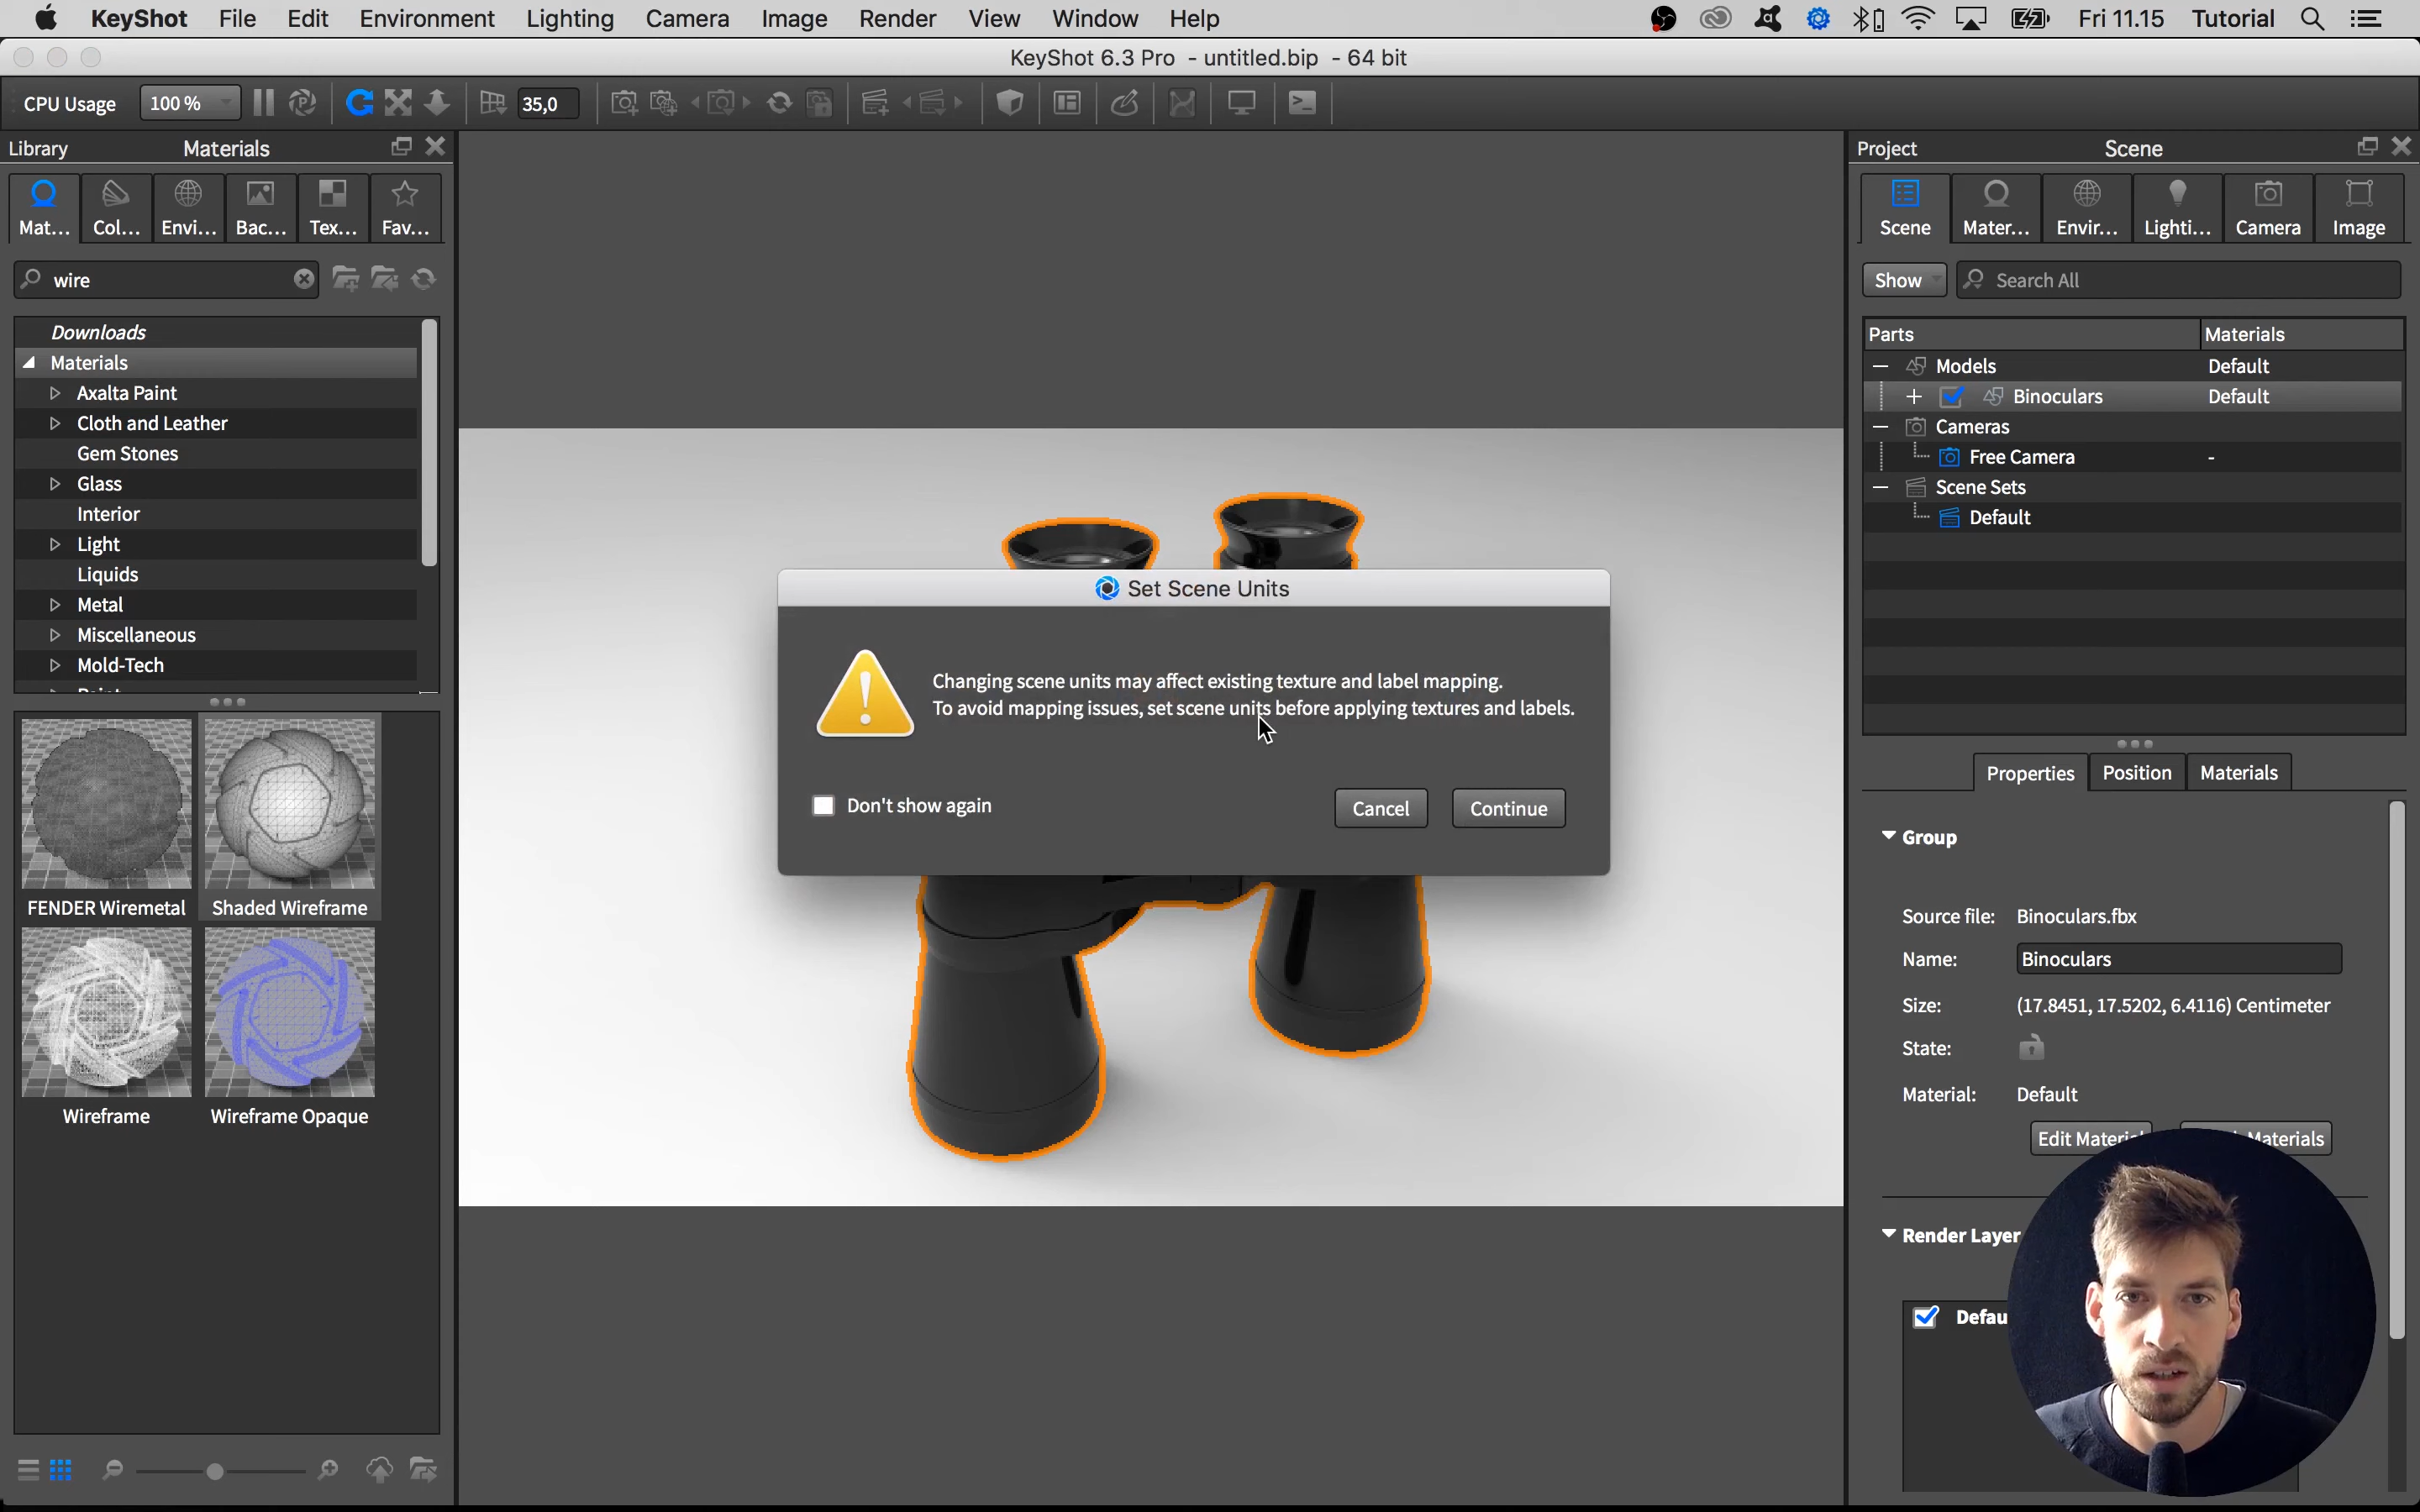 KeyShot File Edit Environment Lighting Camera Image Render View Window Help Fri 11.15 Tutorial
KeyShot 6.3 Pro - untitled.bip - 64 bit
CPU Usage 100 % 35,0
Library Materials
Mat... Col... Envi... Bac... Tex... Fav...
wire
Downloads
Materials
Axalta Paint
Cloth and Leather
Gem Stones
Glass
Interior
Light
Liquids
Metal
Miscellaneous
Mold-Tech
FENDER Wiremetal Shaded Wireframe
Wireframe Wireframe Opaque
Set Scene Units
Changing scene units may affect existing texture and label mapping.
To avoid mapping issues, set scene units before applying textures and labels.
Don't show again Cancel Continue
Project Scene
Scene Mater... Envir... Lighti... Camera Image
Show Search All
Parts Materials
Models Default
Binoculars Default
Cameras
Free Camera -
Scene Sets
Default
Properties Position Materials
Group
Source file: Binoculars.fbx
Name: Binoculars
Size: (17.8451, 17.5202, 6.4116) Centimeter
State:
Material: Default
Edit Materials
Render Layer